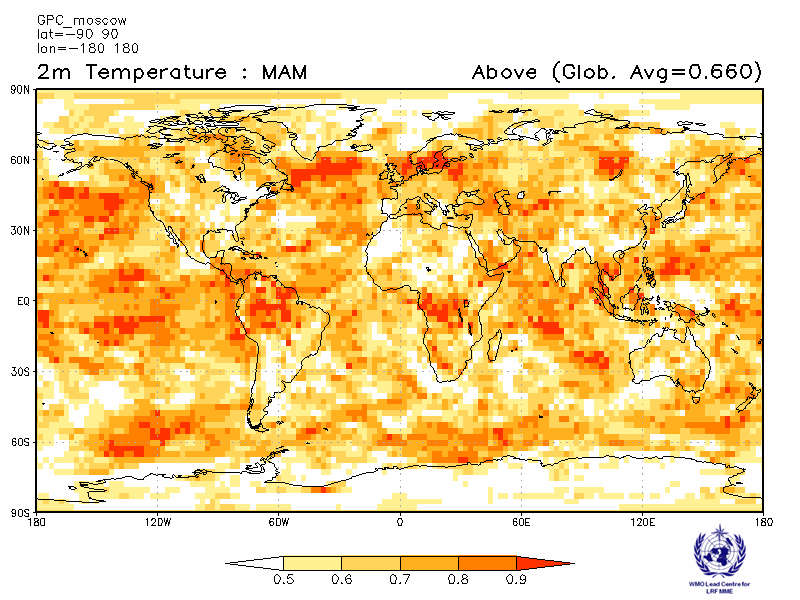 GPC_moscow
lat=−90 90
lon=−180 180
2m Temperature : MAM
Above (Glob. Avg=0.660)
90N
60N
30N
EQ
30S
60S
90S
180 120W 60W 0 60E 120E 180
0.5 0.6 0.7 0.8 0.9
WMO Lead Centre for
LRF MME